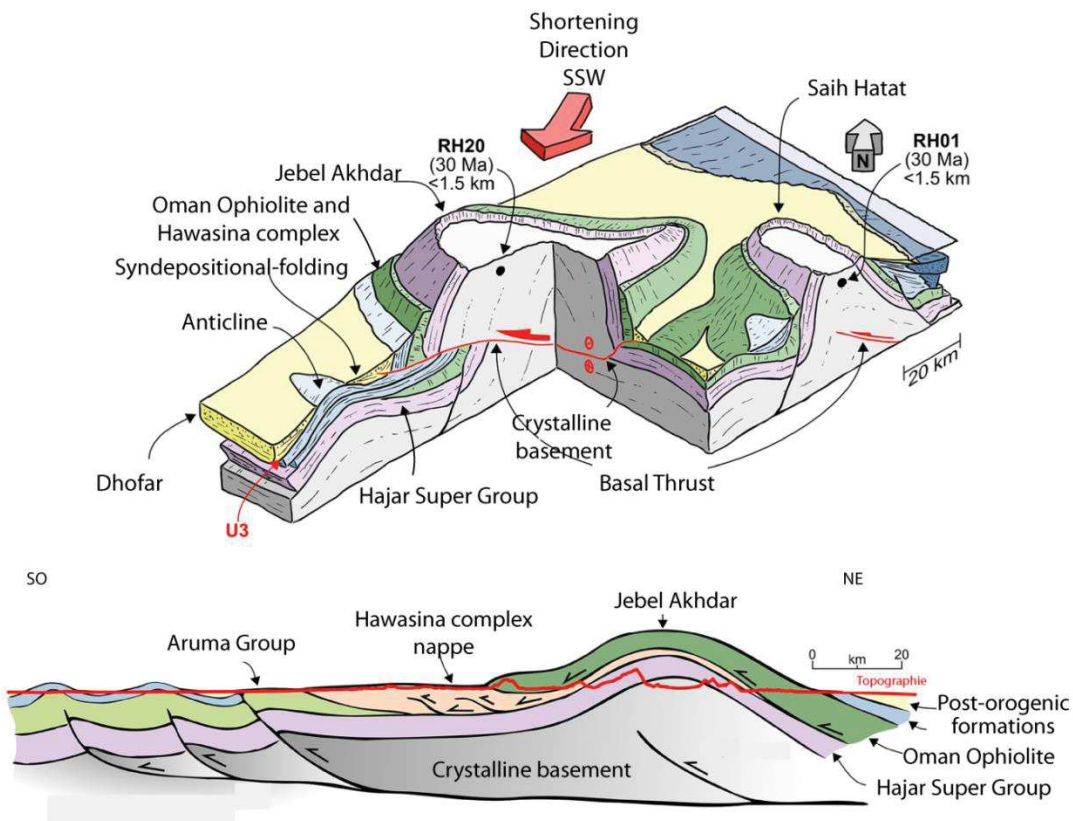 Shortening
Direction
SSW
Saih Hatat
RH20
(30 Ma)
<1.5 km
N
RH01
(30 Ma)
<1.5 km
Jebel Akhdar
Oman Ophiolite and
Hawasina complex
Syndepositional-folding
Anticline
20 km
Crystalline
basement
Basal Thrust
Dhofar
Hajar Super Group
U3
SO
NE
Jebel Akhdar
Hawasina complex
nappe
Aruma Group
0 km 20
Topographie
Post-orogenic
formations
Oman Ophiolite
Crystalline basement
Hajar Super Group